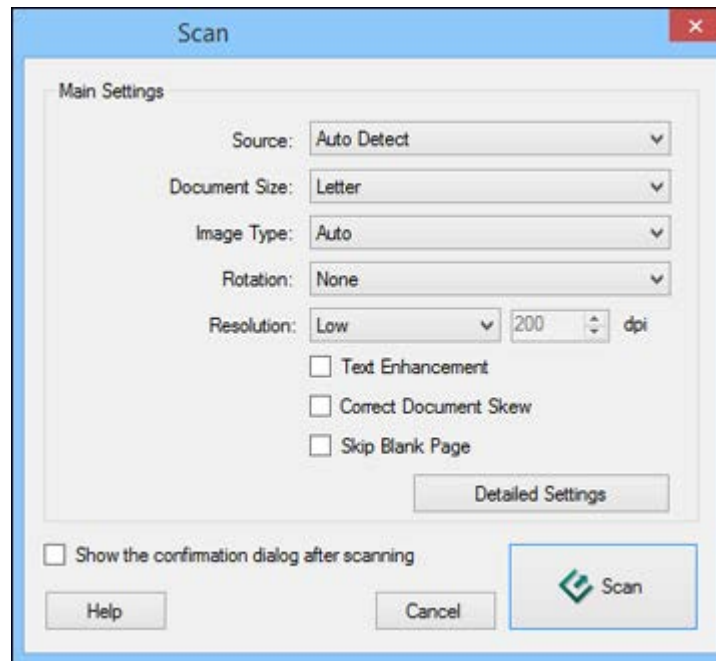 Scan
Main Settings
Source: Auto Detect
Document Size: Letter
Image Type: Auto
Rotation: None
Resolution: Low 200 dpi
Text Enhancement
Correct Document Skew
Skip Blank Page
Detailed Settings
Show the confirmation dialog after scanning
Help Cancel Scan